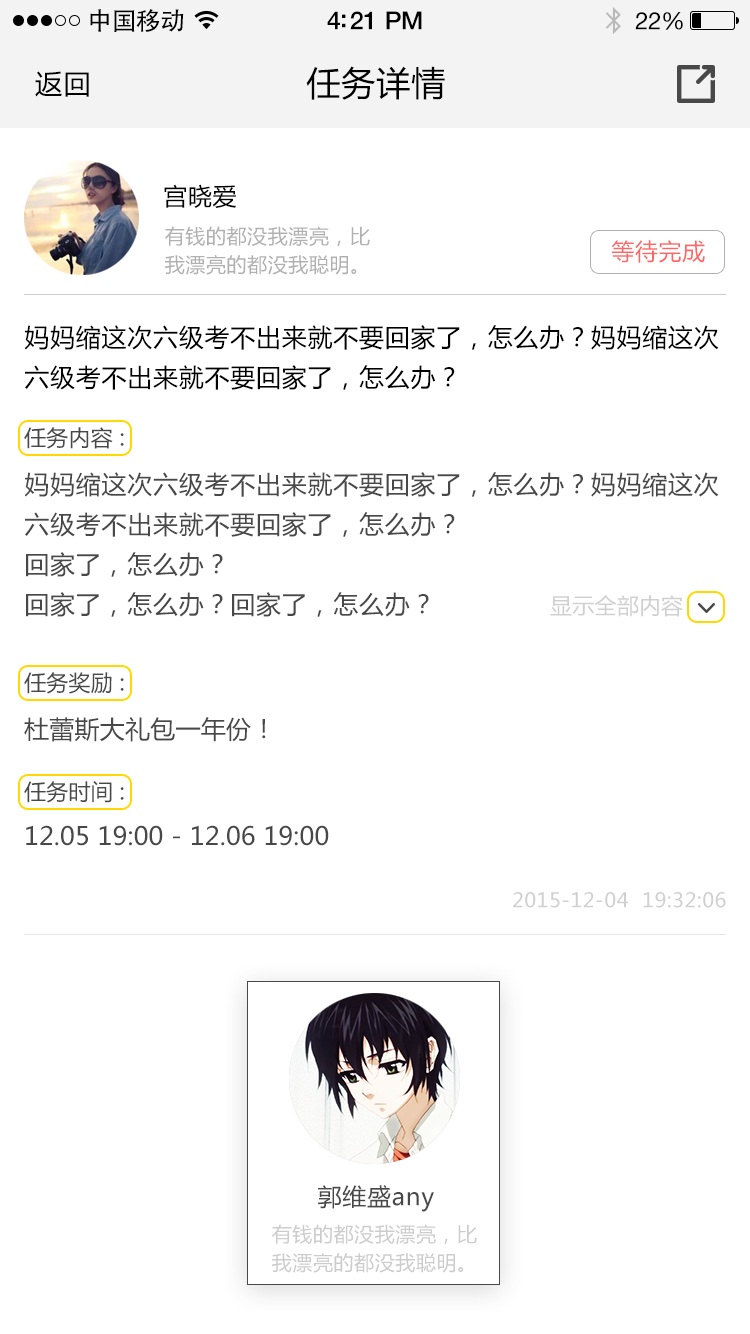 中国移动 4:21 PM 22%
返回 任务详情
宫晓爱
有钱的都没我漂亮，比
我漂亮的都没我聪明。
等待完成
妈妈缩这次六级考不出来就不要回家了，怎么办？妈妈缩这次
六级考不出来就不要回家了，怎么办？
任务内容：
妈妈缩这次六级考不出来就不要回家了，怎么办？妈妈缩这次
六级考不出来就不要回家了，怎么办？
回家了，怎么办？
回家了，怎么办？回家了，怎么办？ 显示全部内容
任务奖励：
杜蕾斯大礼包一年份！
任务时间：
12.05 19:00 - 12.06 19:00
2015-12-04 19:32:06
郭维盛any
有钱的都没我漂亮，比
我漂亮的都没我聪明。